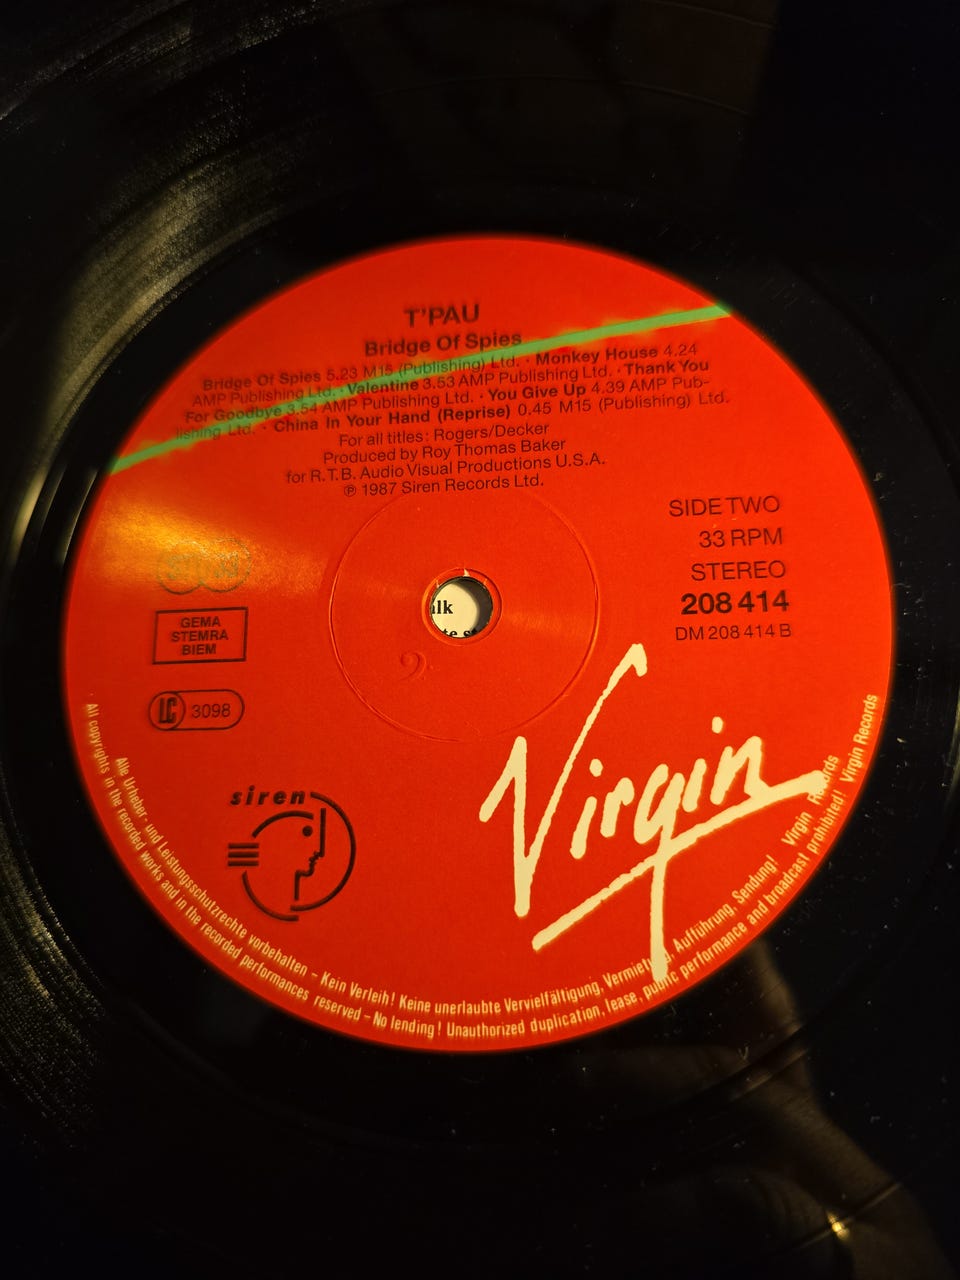 T'PAU
Bridge Of Spies
Bridge Of Spies 5.23 M15 (Publishing) Ltd. · Monkey House 4.24
AMP Publishing Ltd. · Valentine 3.53 AMP Publishing Ltd. · Thank You
For Goodbye 3.54 AMP Publishing Ltd. · You Give Up 4.39 AMP Pub-
lishing Ltd. · China In Your Hand (Reprise) 0.45 M15 (Publishing) Ltd.
For all titles: Rogers/Decker
Produced by Roy Thomas Baker
for R.T.B. Audio Visual Productions U.S.A.
℗ 1987 Siren Records Ltd.
SIDE TWO
33 RPM
STEREO
208 414
DM 208 414 B
GEMA
STEMRA
BIEM
LC 3098
siren
Virgin
Alle Urheber- und Leistungsschutzrechte vorbehalten – Kein Verleih! Keine unerlaubte Vervielfältigung, Vermietung, Aufführung, Sendung! Virgin Records
All copyrights in the recorded works and in the recorded performances reserved – No lending! Unauthorized duplication, lease, public performance and broadcast prohibited! Virgin Records